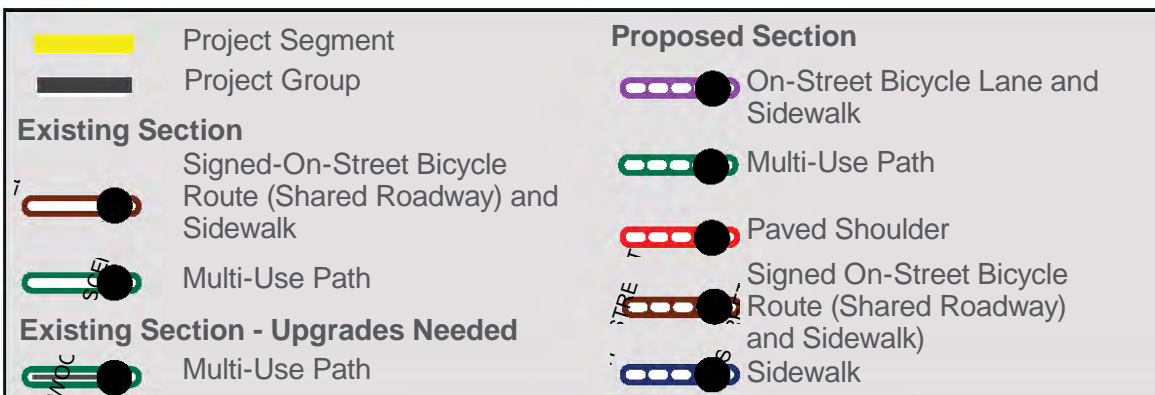 Project Segment
Project Group
Existing Section
Signed-On-Street Bicycle
Route (Shared Roadway) and
Sidewalk
Multi-Use Path
Existing Section - Upgrades Needed
Multi-Use Path
Proposed Section
On-Street Bicycle Lane and
Sidewalk
Multi-Use Path
Paved Shoulder
Signed On-Street Bicycle
Route (Shared Roadway)
and Sidewalk)
Sidewalk